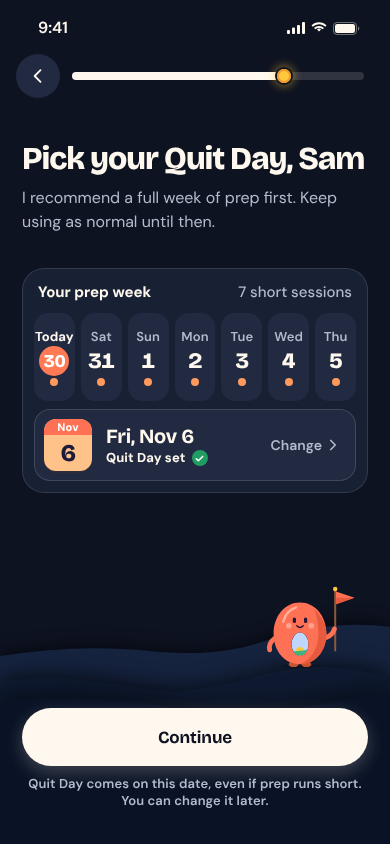 9:41
Pick your Quit Day, Sam
I recommend a full week of prep first. Keep
using as normal until then.
Your prep week
7 short sessions
Today Sat Sun Mon Tue Wed Thu
30 31 1 2 3 4 5
Nov
6
Fri, Nov 6
Quit Day set
Change
Continue
Quit Day comes on this date, even if prep runs short.
You can change it later.